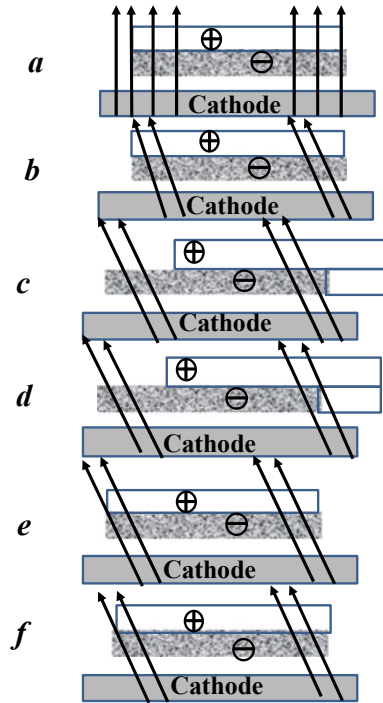 a
⊕
⊖
Cathode
b
⊕
⊖
Cathode
c
⊕
⊖
Cathode
d
⊕
⊖
Cathode
e
⊕
⊖
Cathode
f
⊕
⊖
Cathode